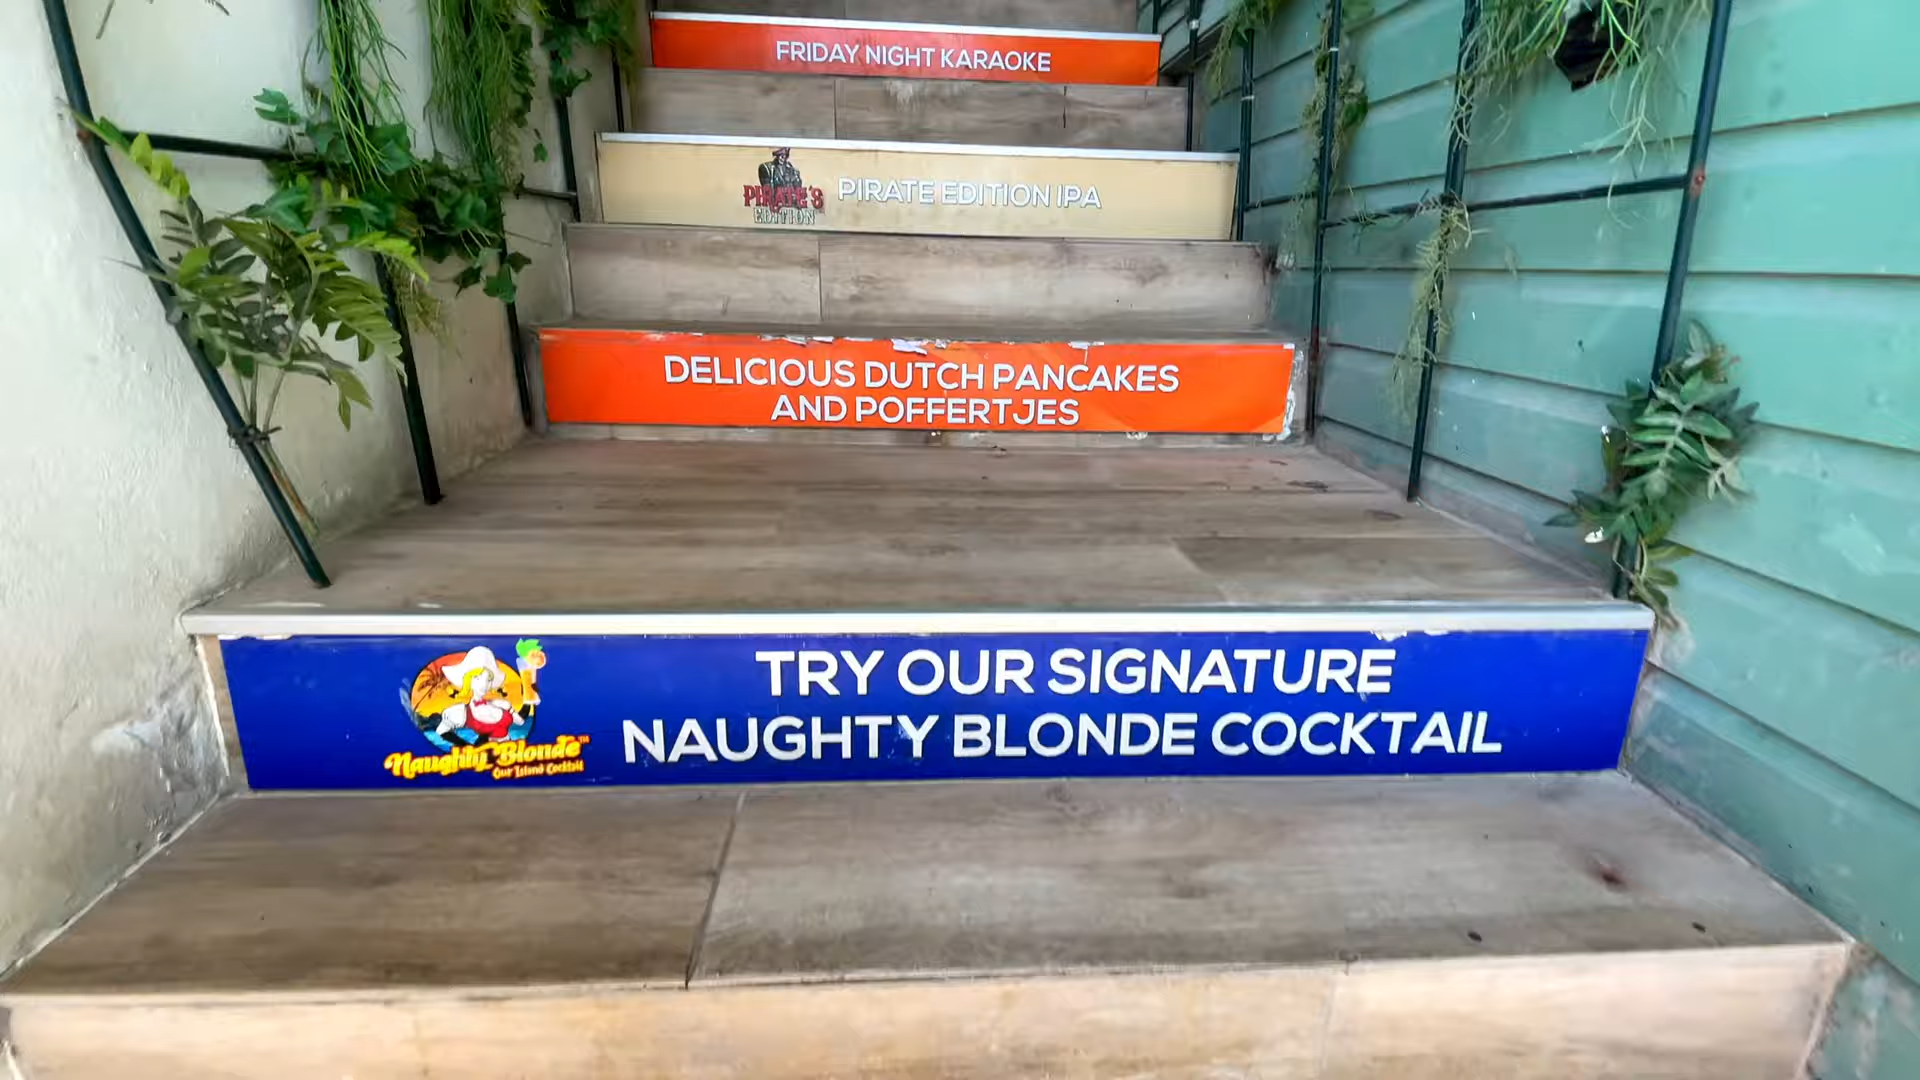 FRIDAY NIGHT KARAOKE
PIRATE'S
EDITION
PIRATE EDITION IPA
DELICIOUS DUTCH PANCAKES
AND POFFERTJES
Naughty Blonde™
Our Island Cocktail
TRY OUR SIGNATURE
NAUGHTY BLONDE COCKTAIL